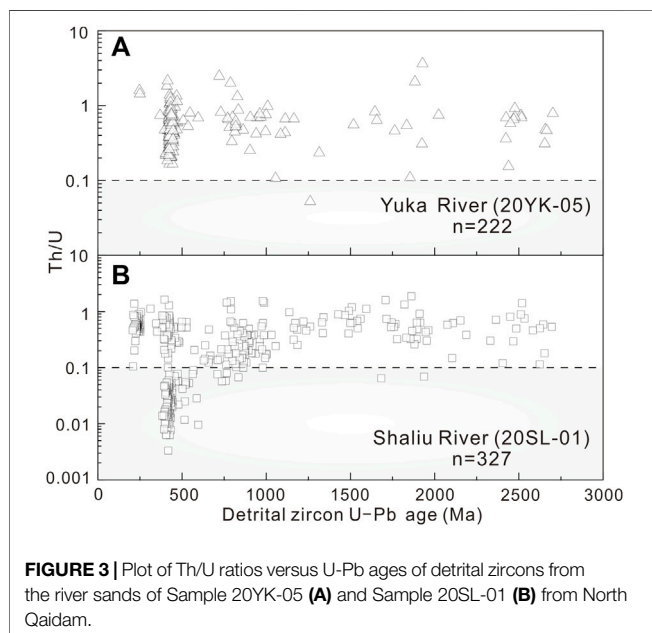 A
10
1
0.1
Yuka River (20YK-05)
n=222
Th/U
10
B
1
0.1
0.01
Shaliu River (20SL-01)
n=327
0.001
0 500 1000 1500 2000 2500 3000
Detrital zircon U-Pb age (Ma)
FIGURE 3 | Plot of Th/U ratios versus U-Pb ages of detrital zircons from
the river sands of Sample 20YK-05 (A) and Sample 20SL-01 (B) from North
Qaidam.